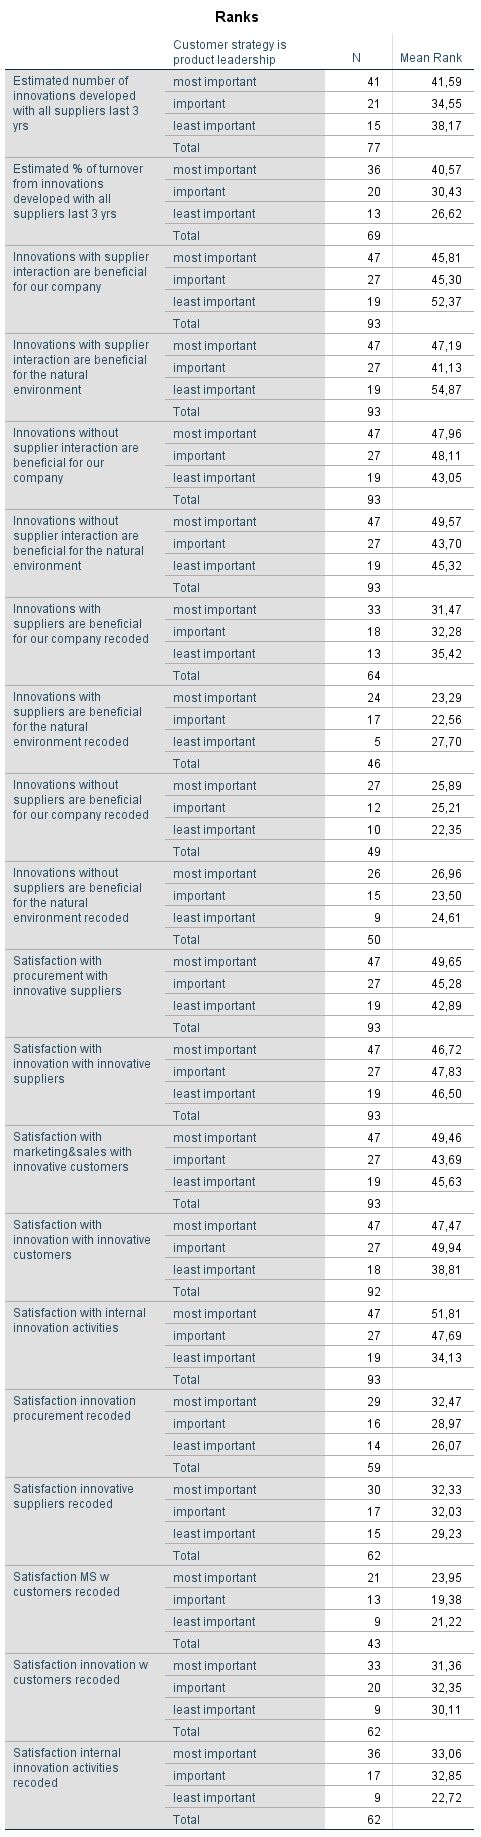 Ranks
Customer strategy is
product leadership N Mean Rank
Estimated number of
innovations developed
with all suppliers last 3
yrs
most important 41 41,59
important 21 34,55
least important 15 38,17
Total 77
Estimated % of turnover
from innovations
developed with all
suppliers last 3 yrs
most important 36 40,57
important 20 30,43
least important 13 26,62
Total 69
Innovations with supplier
interaction are beneficial
for our company
most important 47 45,81
important 27 45,30
least important 19 52,37
Total 93
Innovations with supplier
interaction are beneficial
for the natural
environment
most important 47 47,19
important 27 41,13
least important 19 54,87
Total 93
Innovations without
supplier interaction are
beneficial for our
company
most important 47 47,96
important 27 48,11
least important 19 43,05
Total 93
Innovations without
supplier interaction are
beneficial for the natural
environment
most important 47 49,57
important 27 43,70
least important 19 45,32
Total 93
Innovations with
suppliers are beneficial
for our company recoded
most important 33 31,47
important 18 32,28
least important 13 35,42
Total 64
Innovations with
suppliers are beneficial
for the natural
environment recoded
most important 24 23,29
important 17 22,56
least important 5 27,70
Total 46
Innovations without
suppliers are beneficial
for our company recoded
most important 27 25,89
important 12 25,21
least important 10 22,35
Total 49
Innovations without
suppliers are beneficial
for the natural
environment recoded
most important 26 26,96
important 15 23,50
least important 9 24,61
Total 50
Satisfaction with
procurement with
innovative suppliers
most important 47 49,65
important 27 45,28
least important 19 42,89
Total 93
Satisfaction with
innovation with innovative
suppliers
most important 47 46,72
important 27 47,83
least important 19 46,50
Total 93
Satisfaction with
marketing&sales with
innovative customers
most important 47 49,46
important 27 43,69
least important 19 45,63
Total 93
Satisfaction with
innovation with innovative
customers
most important 47 47,47
important 27 49,94
least important 18 38,81
Total 92
Satisfaction with internal
innovation activities
most important 47 51,81
important 27 47,69
least important 19 34,13
Total 93
Satisfaction innovation
procurement recoded
most important 29 32,47
important 16 28,97
least important 14 26,07
Total 59
Satisfaction innovative
suppliers recoded
most important 30 32,33
important 17 32,03
least important 15 29,23
Total 62
Satisfaction MS w
customers recoded
most important 21 23,95
important 13 19,38
least important 9 21,22
Total 43
Satisfaction innovation w
customers recoded
most important 33 31,36
important 20 32,35
least important 9 30,11
Total 62
Satisfaction internal
innovation activities
recoded
most important 36 33,06
important 17 32,85
least important 9 22,72
Total 62